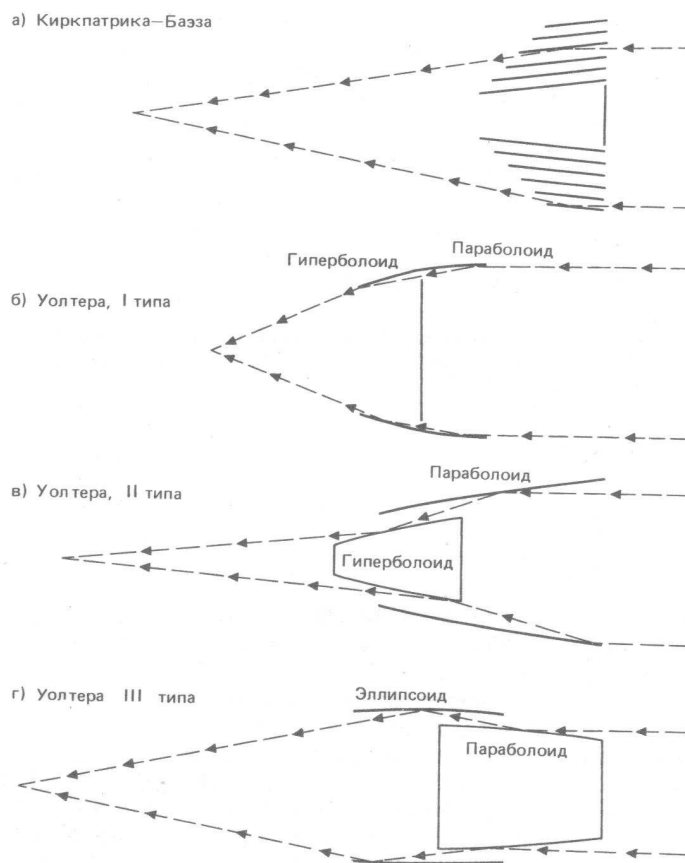 а) Киркпатрика—Баэза
Гиперболоид
Параболоид
б) Уолтера, I типа
Параболоид
в) Уолтера, II типа
Гиперболоид
г) Уолтера III типа
Эллипсоид
Параболоид